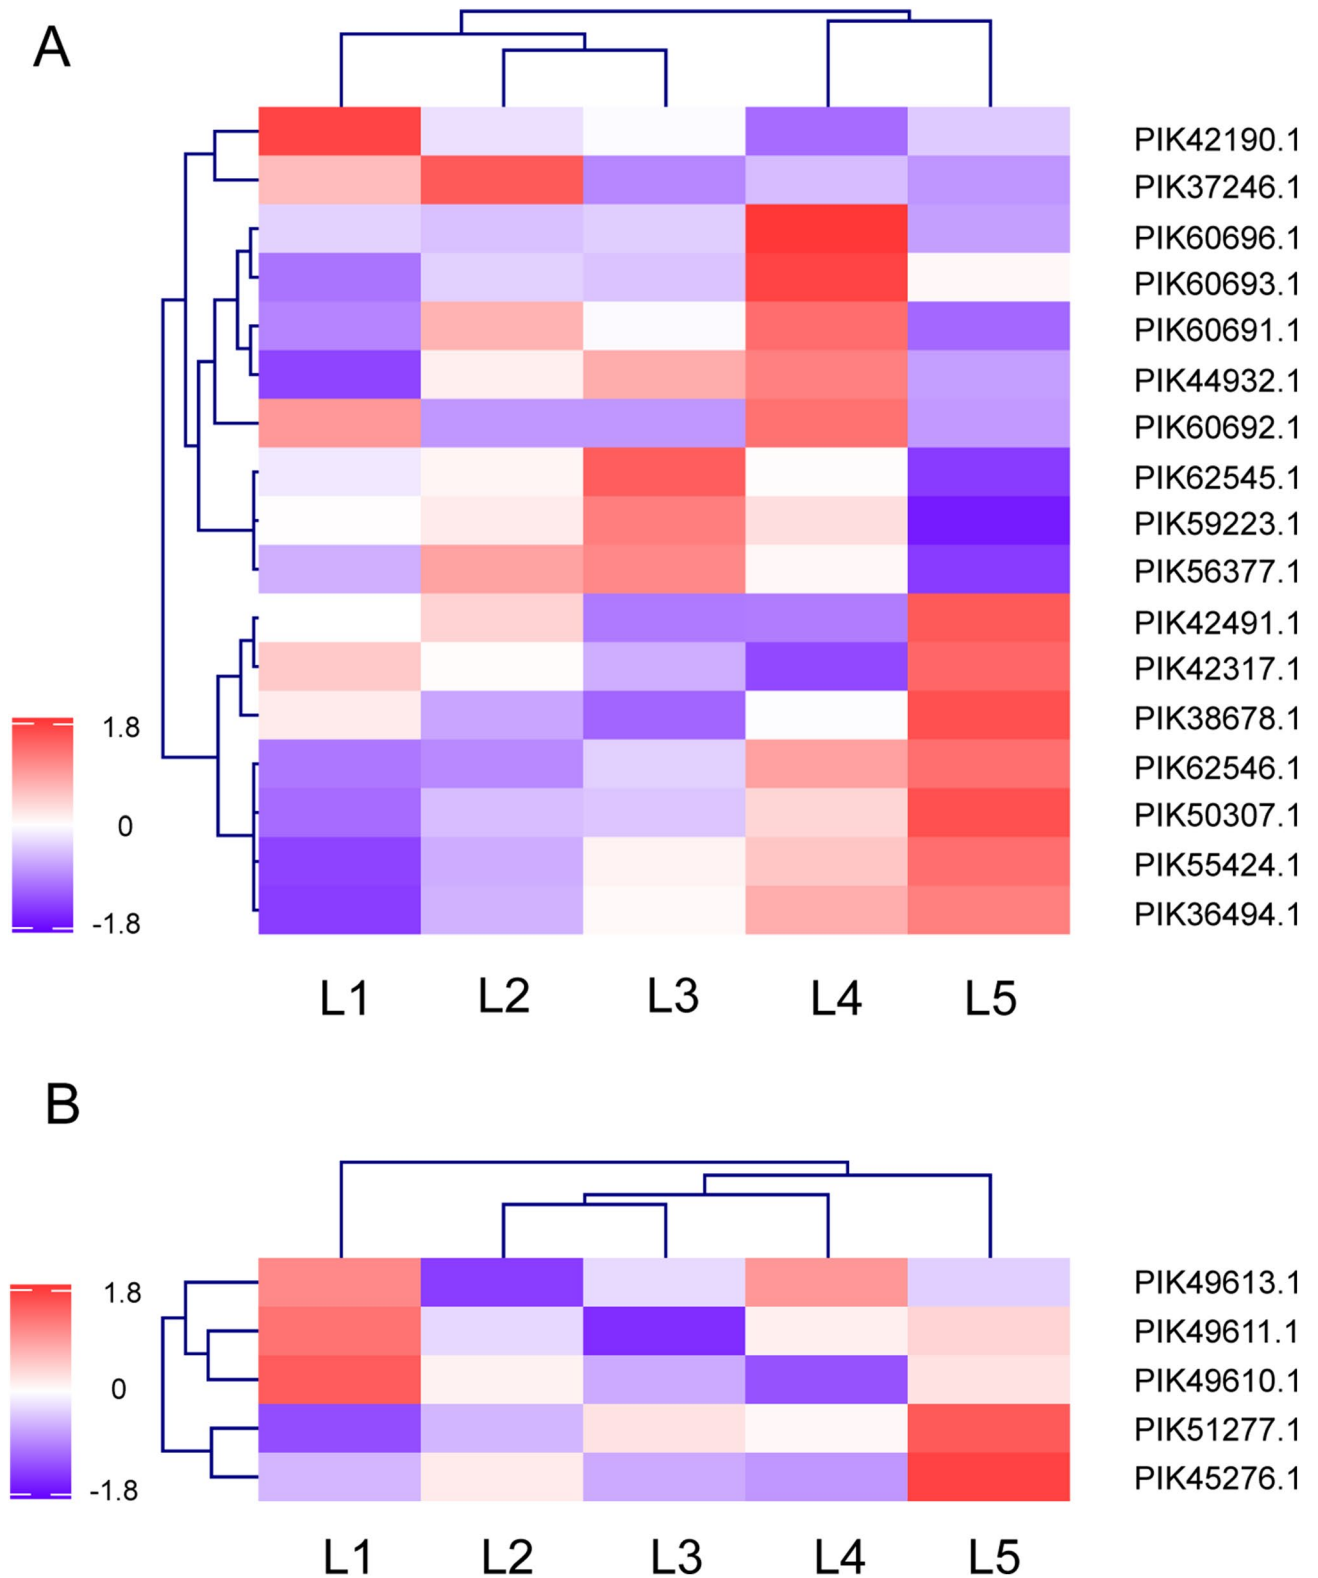 A
PIK42190.1
PIK37246.1
PIK60696.1
PIK60693.1
PIK60691.1
PIK44932.1
PIK60692.1
PIK62545.1
PIK59223.1
PIK56377.1
PIK42491.1
PIK42317.1
PIK38678.1
PIK62546.1
PIK50307.1
PIK55424.1
PIK36494.1
1.8
0
-1.8
L1 L2 L3 L4 L5
B
PIK49613.1
PIK49611.1
PIK49610.1
PIK51277.1
PIK45276.1
1.8
0
-1.8
L1 L2 L3 L4 L5